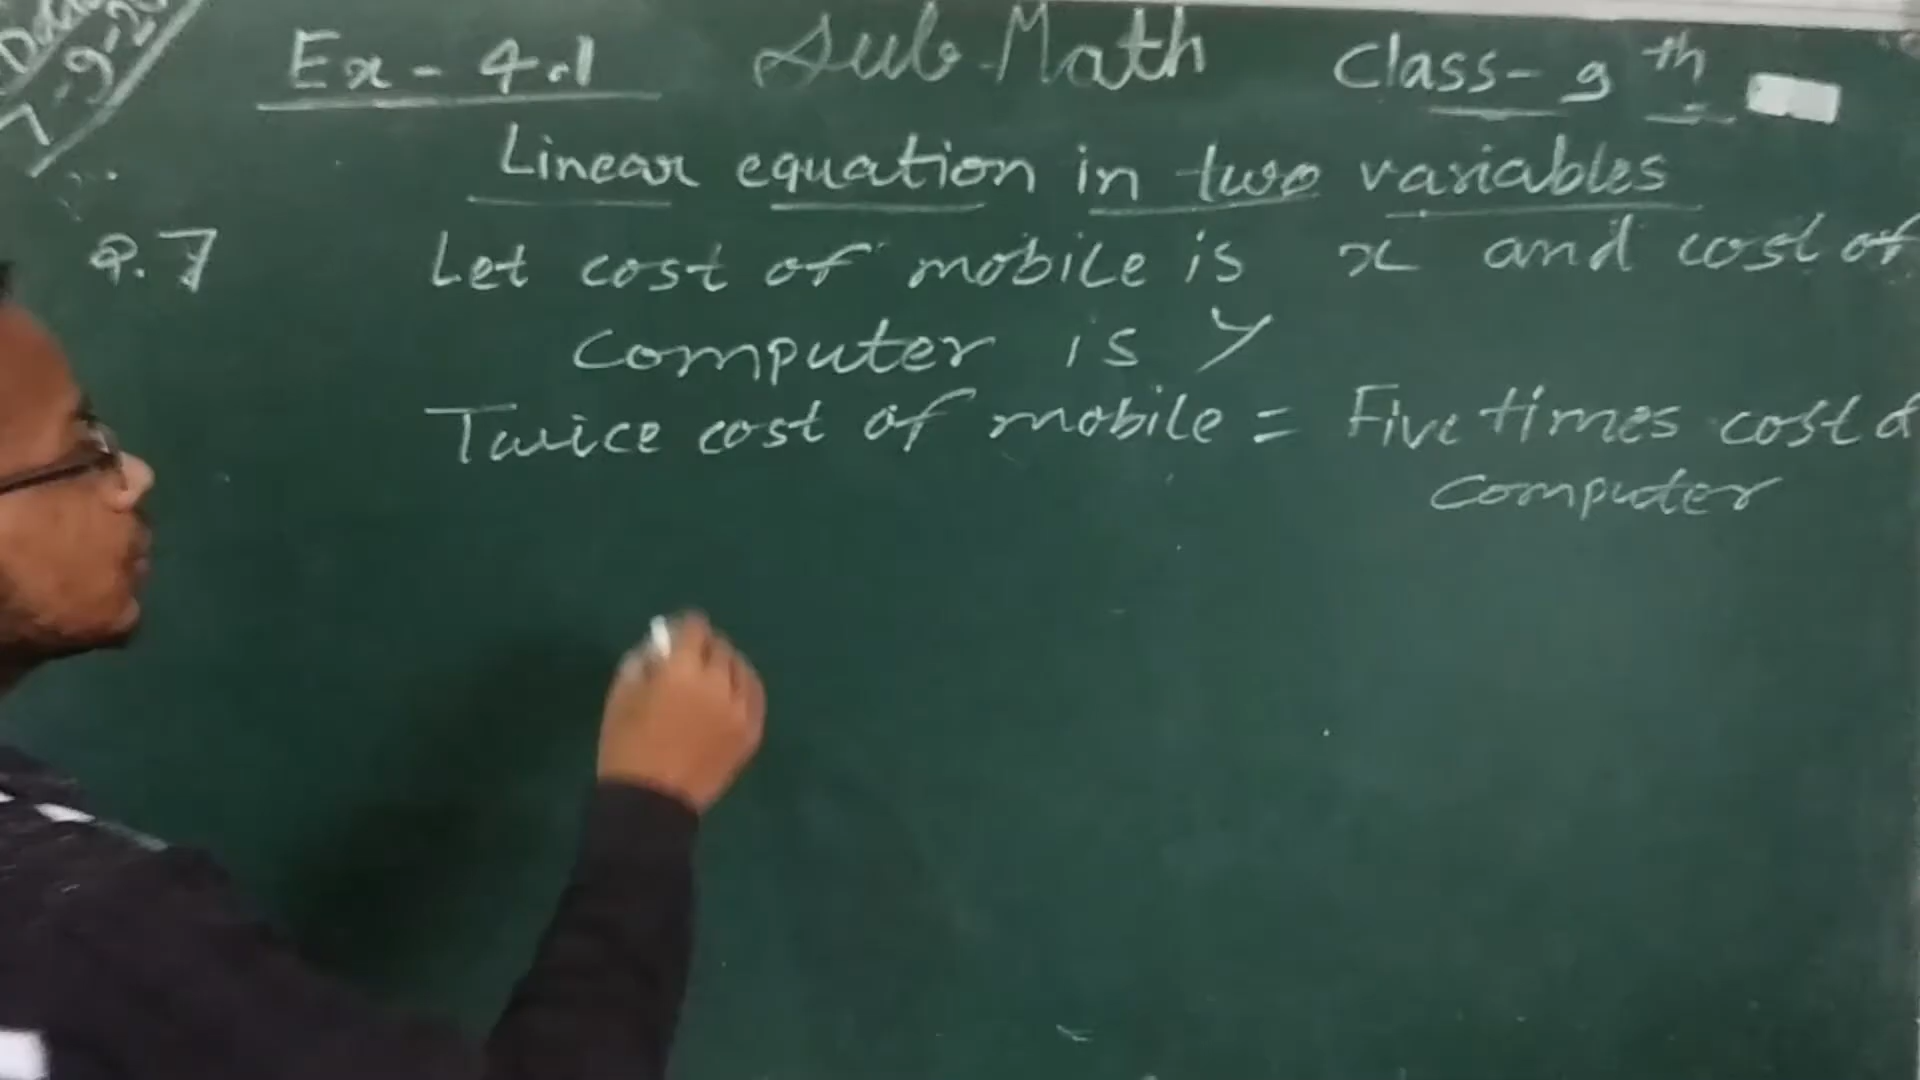 Ex - 4.1 Sub - Math Class - 9th
Linear equation in two variables
Q. 7 Let cost of mobile is x and cost of
computer is y
Twice cost of mobile = Five times cost
computer